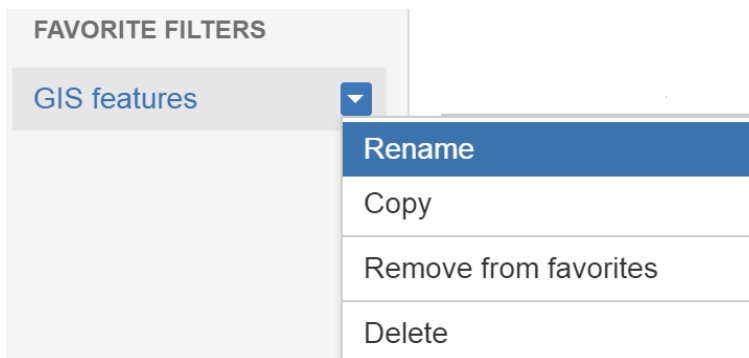 FAVORITE FILTERS
GIS features
Rename
Copy
Remove from favorites
Delete